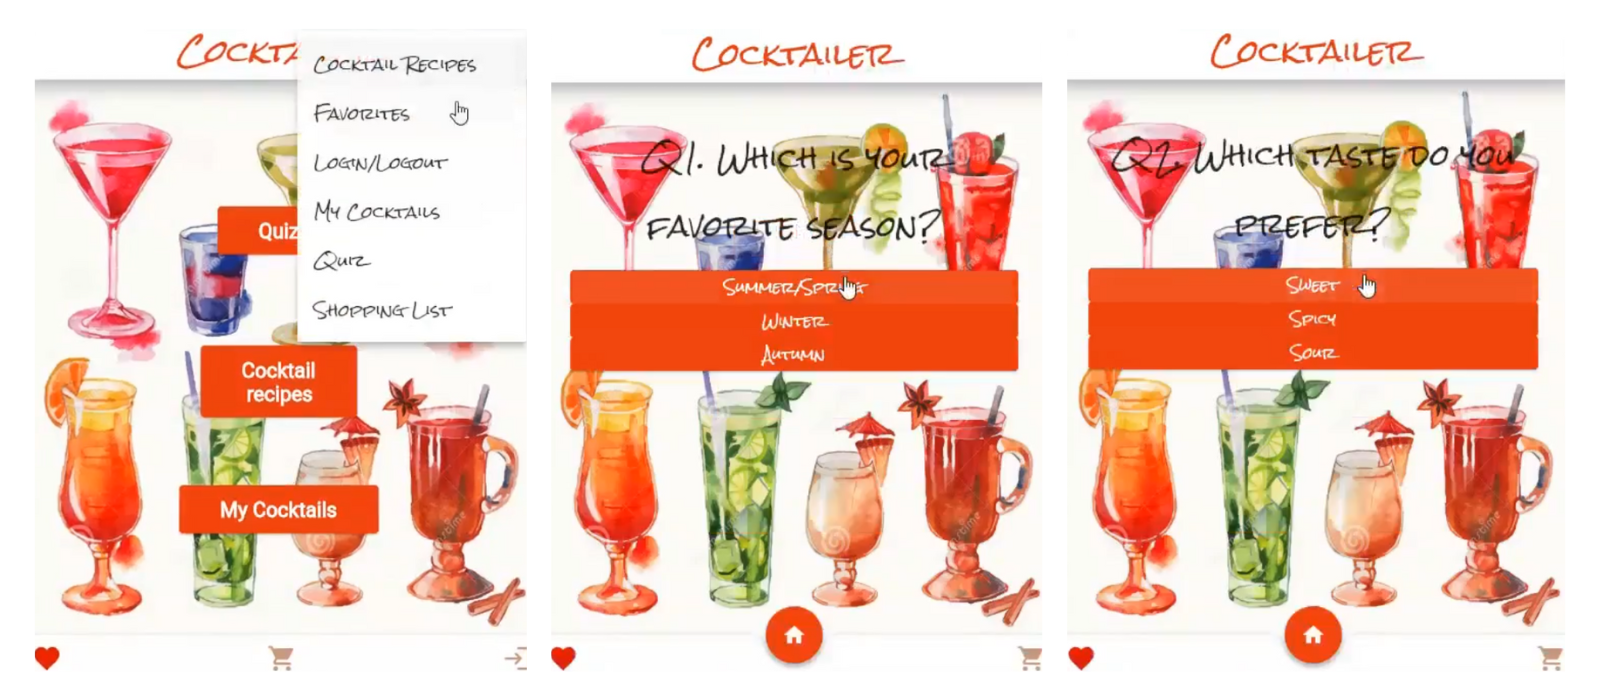 Cockta
Cocktail Recipes
Favorites
Login/Logout
My Cocktails
Quiz
Shopping List
Quiz
Cocktail
recipes
My Cocktails
Cocktailer
Q1. Which is your
favorite season?
Summer/Spring
Winter
Autumn
Cocktailer
Q2. Which taste do you
prefer?
Sweet
Spicy
Sour